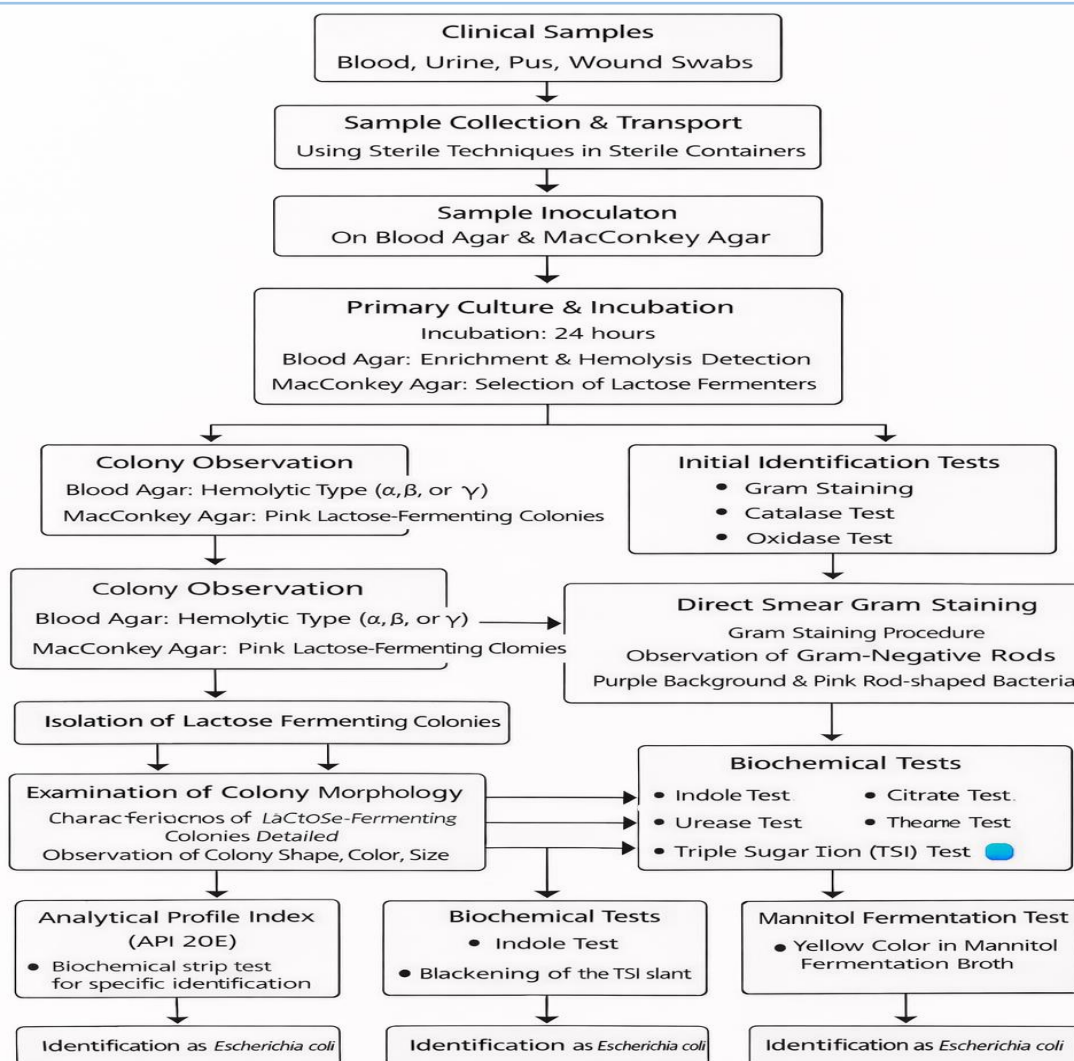 Clinical Samples
Blood, Urine, Pus, Wound Swabs
Sample Collection & Transport
Using Sterile Techniques in Sterile Containers
Sample Inoculaton
On Blood Agar & MacConkey Agar
Primary Culture & Incubation
Incubation: 24 hours
Blood Agar: Enrichment & Hemolysis Detection
MacConkey Agar: Selection of Lactose Fermenters
Colony Observation
Blood Agar: Hemolytic Type (α, β, or γ)
MacConkey Agar: Pink Lactose-Fermenting Colonies
Initial Identification Tests
• Gram Staining
• Catalase Test
• Oxidase Test
Colony Observation
Blood Agar: Hemolytic Type (α, β, or γ)
MacConkey Agar: Pink Lactose-Fermenting Clomies
Direct Smear Gram Staining
Gram Staining Procedure
Observation of Gram-Negative Rods
Purple Background & Pink Rod-shaped Bacteria
Isolation of Lactose Fermenting Colonies
Examination of Colony Morphology
of LaCtOSe-Fermenting
Colonies Detailed
Observation of Colony Shape, Color, Size
Biochemical Tests
• Indole Test
• Citrate Test
• Urease Test
• Theame Test
• Triple Sugar Iion (TSI) Test
Analytical Profile Index
(API 20E)
• Biochemical strip test
for specific identification
Biochemical Tests
• Indole Test
• Blackening of the TSI slant
Mannitol Fermentation Test
• Yellow Color in Mannitol
Fermentation Broth
Identification as Escherichia coli
Identification as Escherichia coli
Identification as Escherichia coli